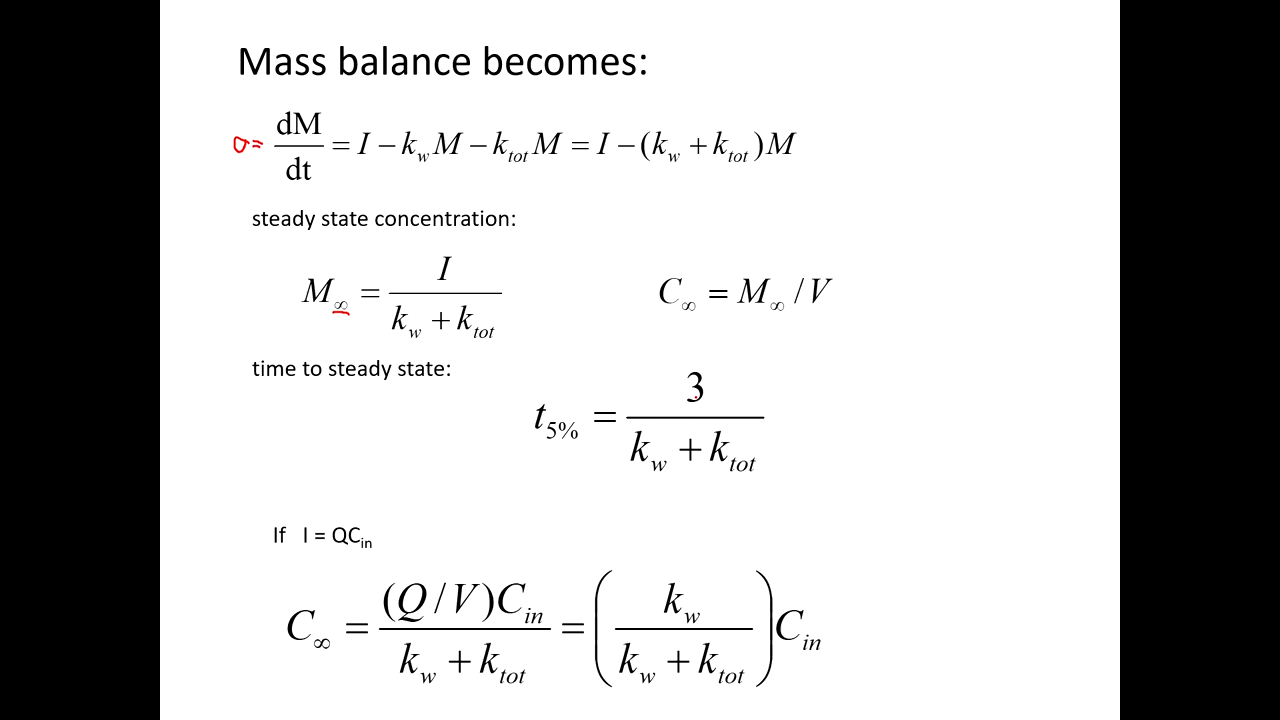 Mass balance becomes:
0= dM/dt = I − k_w M − k_tot M = I − (k_w + k_tot)M
steady state concentration:
M_∞ = I / (k_w + k_tot)    C_∞ = M_∞ / V
time to steady state:
t_5% = 3 / (k_w + k_tot)
If I = QC_in
C_∞ = (Q / V)C_in / (k_w + k_tot) = (k_w / (k_w + k_tot)) C_in